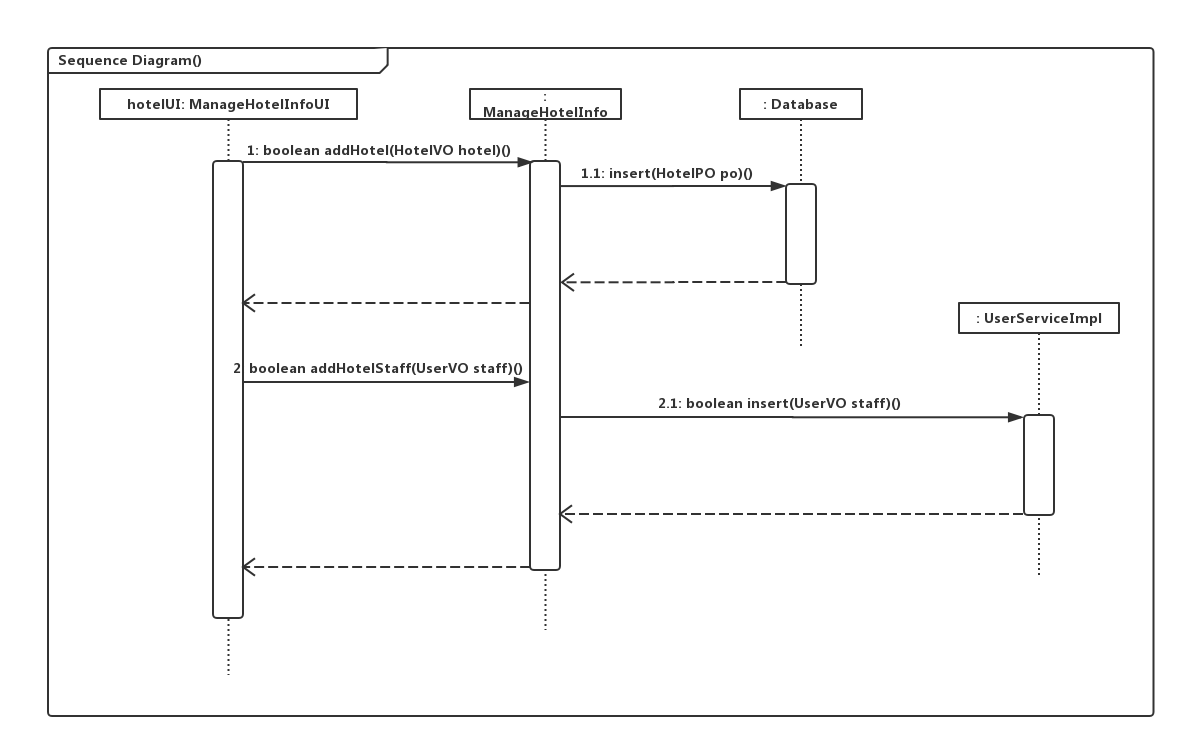 Sequence Diagram()
hotelUI: ManageHotelInfoUI
:
ManageHotelInfo
: Database
1: boolean addHotel(HotelVO hotel)()
1.1: insert(HotelPO po)()
: UserServiceImpl
2 boolean addHotelStaff(UserVO staff)()
2.1: boolean insert(UserVO staff)()